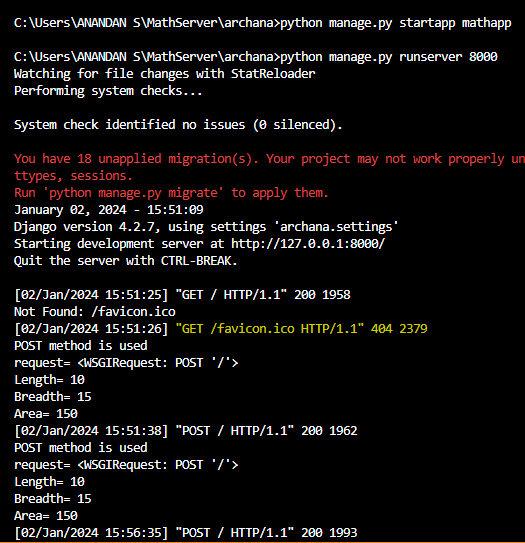 C:\Users\ANANDAN S\MathServer\archana>python manage.py startapp mathapp
C:\Users\ANANDAN S\MathServer\archana>python manage.py runserver 8000
Watching for file changes with StatReloader
Performing system checks...
System check identified no issues (0 silenced).
You have 18 unapplied migration(s). Your project may not work properly un
ttypes, sessions.
Run 'python manage.py migrate' to apply them.
January 02, 2024 - 15:51:09
Django version 4.2.7, using settings 'archana.settings'
Starting development server at http://127.0.0.1:8000/
Quit the server with CTRL-BREAK.
[02/Jan/2024 15:51:25] "GET / HTTP/1.1" 200 1958
Not Found: /favicon.ico
[02/Jan/2024 15:51:26] "GET /favicon.ico HTTP/1.1" 404 2379
POST method is used
request= <WSGIRequest: POST '/'>
Length= 10
Breadth= 15
Area= 150
[02/Jan/2024 15:51:38] "POST / HTTP/1.1" 200 1962
POST method is used
request= <WSGIRequest: POST '/'>
Length= 10
Breadth= 15
Area= 150
[02/Jan/2024 15:56:35] "POST / HTTP/1.1" 200 1993